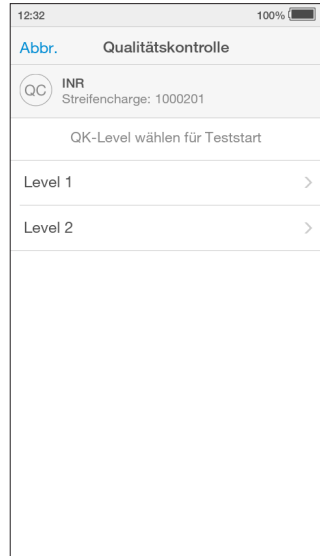 12:32 100%
Abbr. Qualitätskontrolle
QC INR
Streifencharge: 1000201
QK-Level wählen für Teststart
Level 1
Level 2